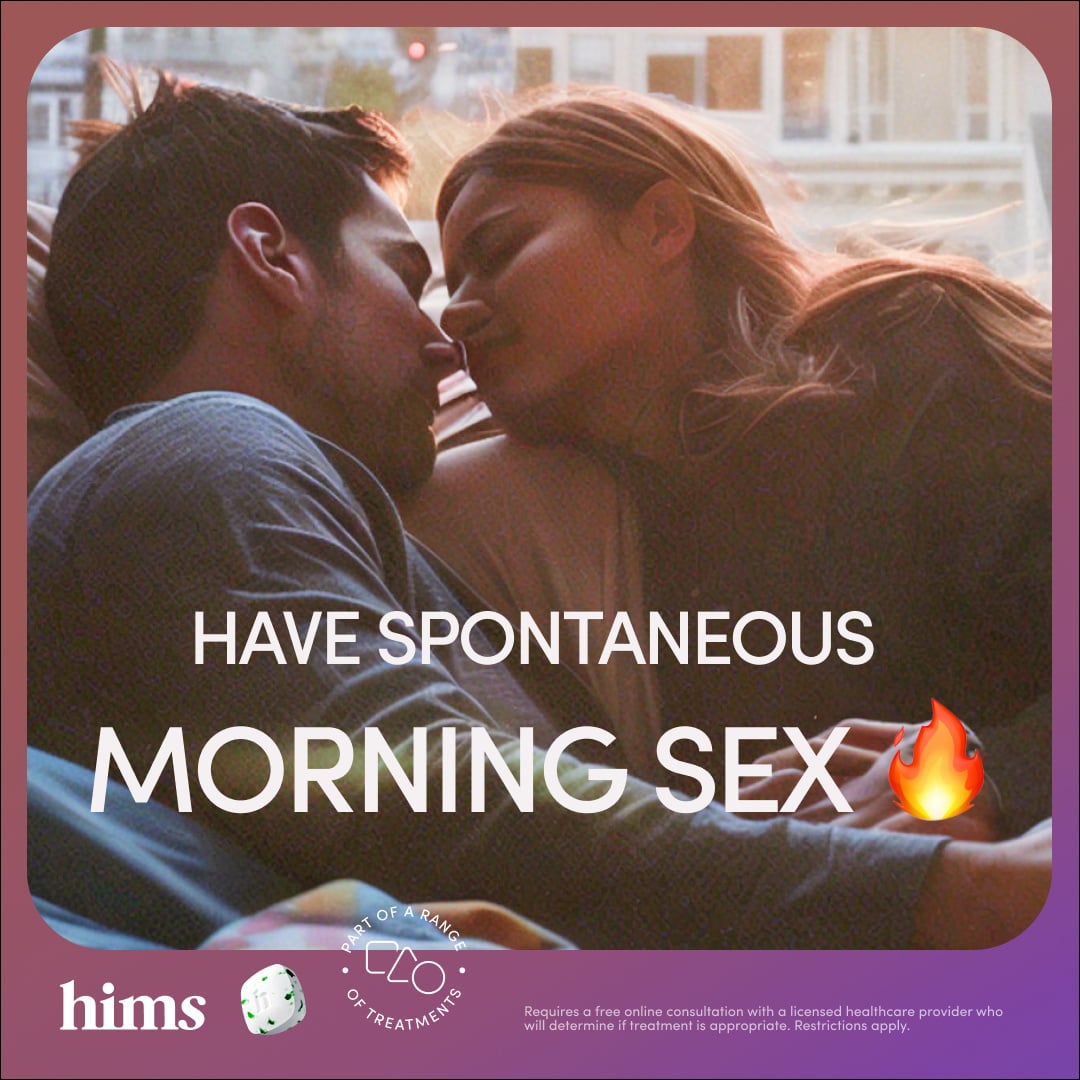 HAVE SPONTANEOUS
MORNING SEX 🔥
PART OF A RANGE
OF TREATMENTS
hims
Requires a free online consultation with a licensed healthcare provider who
will determine if treatment is appropriate. Restrictions apply.